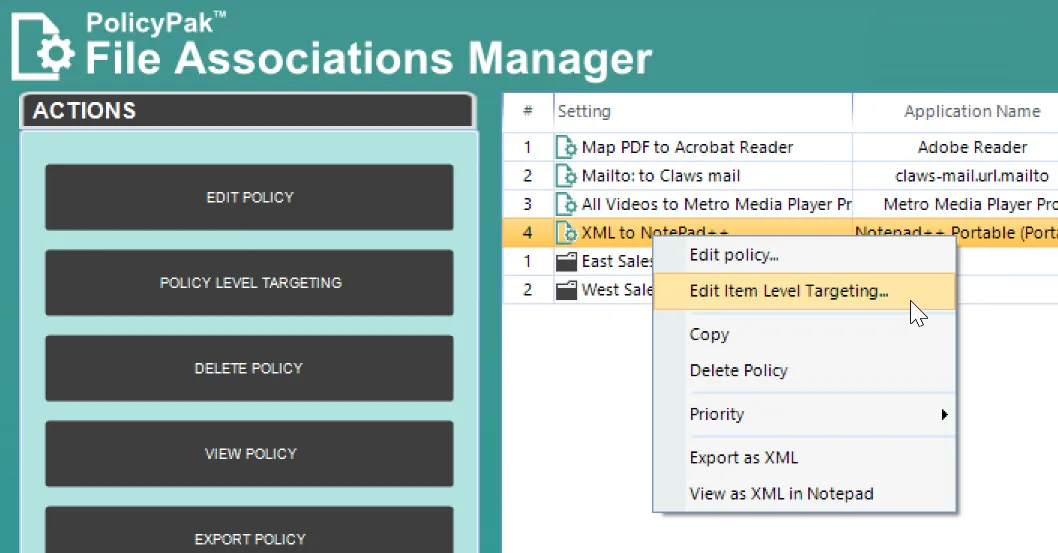 PolicyPak™
File Associations Manager
ACTIONS
EDIT POLICY
POLICY LEVEL TARGETING
DELETE POLICY
VIEW POLICY
EXPORT POLICY
# Setting Application Name
1 Map PDF to Acrobat Reader Adobe Reader
2 Mailto: to Claws mail claws-mail.url.mailto
3 All Videos to Metro Media Player Pr Metro Media Player Pro
4 XML to NotePad++ Notepad++ Portable (Porta
1 East Sales
2 West Sale
Edit policy...
Edit Item Level Targeting...
Copy
Delete Policy
Priority
Export as XML
View as XML in Notepad